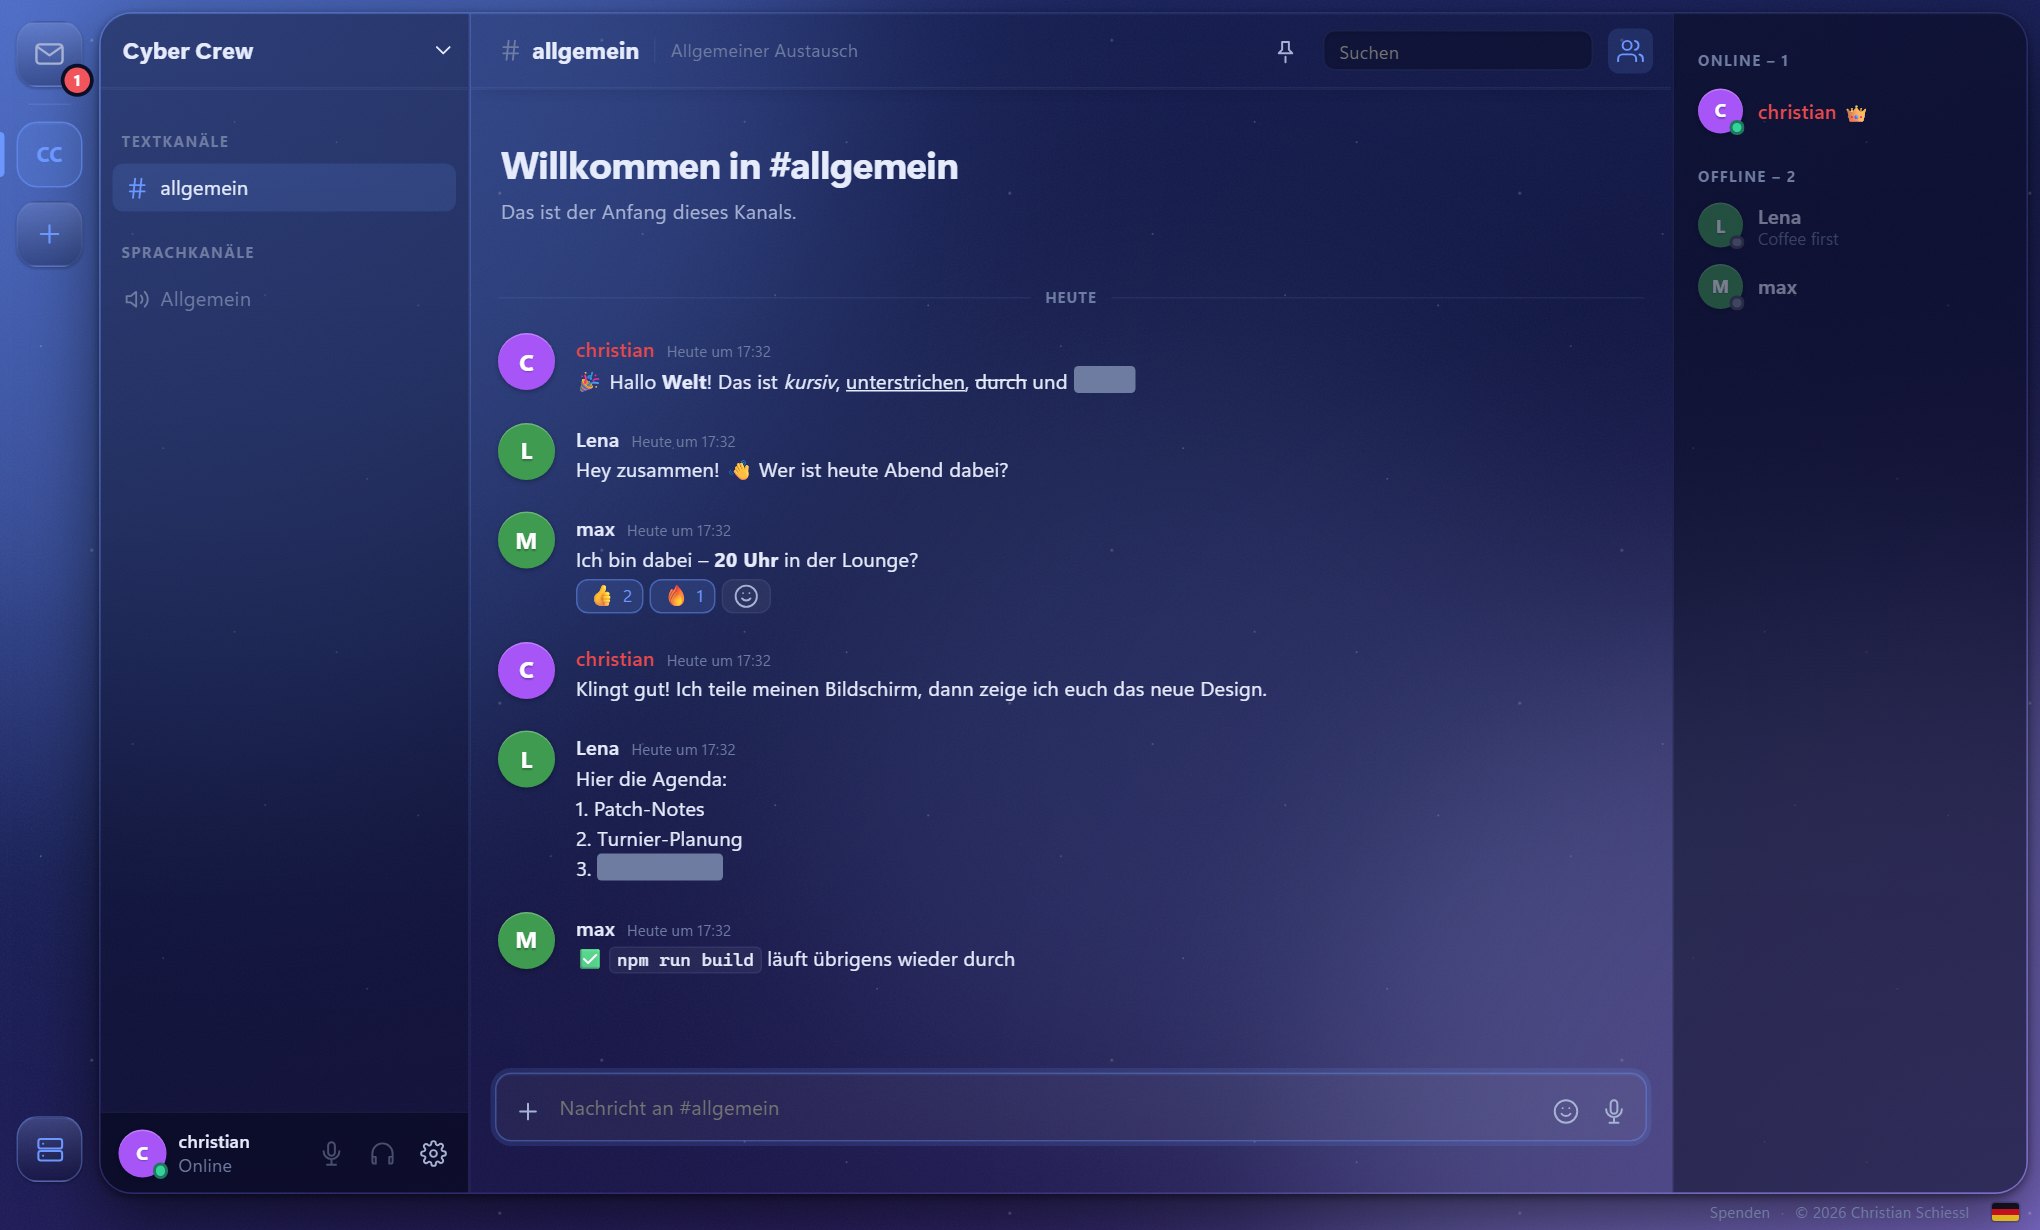 1
CC
Cyber Crew
TEXTKANÄLE
# allgemein
SPRACHKANÄLE
Allgemein
C
christian
Online
# allgemein
Allgemeiner Austausch
Suchen
Willkommen in #allgemein
Das ist der Anfang dieses Kanals.
HEUTE
C
christian Heute um 17:32
🎉 Hallo Welt! Das ist kursiv, unterstrichen, durch und
L
Lena Heute um 17:32
Hey zusammen! 👋 Wer ist heute Abend dabei?
M
max Heute um 17:32
Ich bin dabei – 20 Uhr in der Lounge?
👍 2 🔥 1
C
christian Heute um 17:32
Klingt gut! Ich teile meinen Bildschirm, dann zeige ich euch das neue Design.
L
Lena Heute um 17:32
Hier die Agenda:
1. Patch-Notes
2. Turnier-Planung
3.
M
max Heute um 17:32
✅ npm run build läuft übrigens wieder durch
Nachricht an #allgemein
ONLINE – 1
C
christian 👑
OFFLINE – 2
L
Lena
Coffee first
M
max
Spenden · © 2026 Christian Schiessl